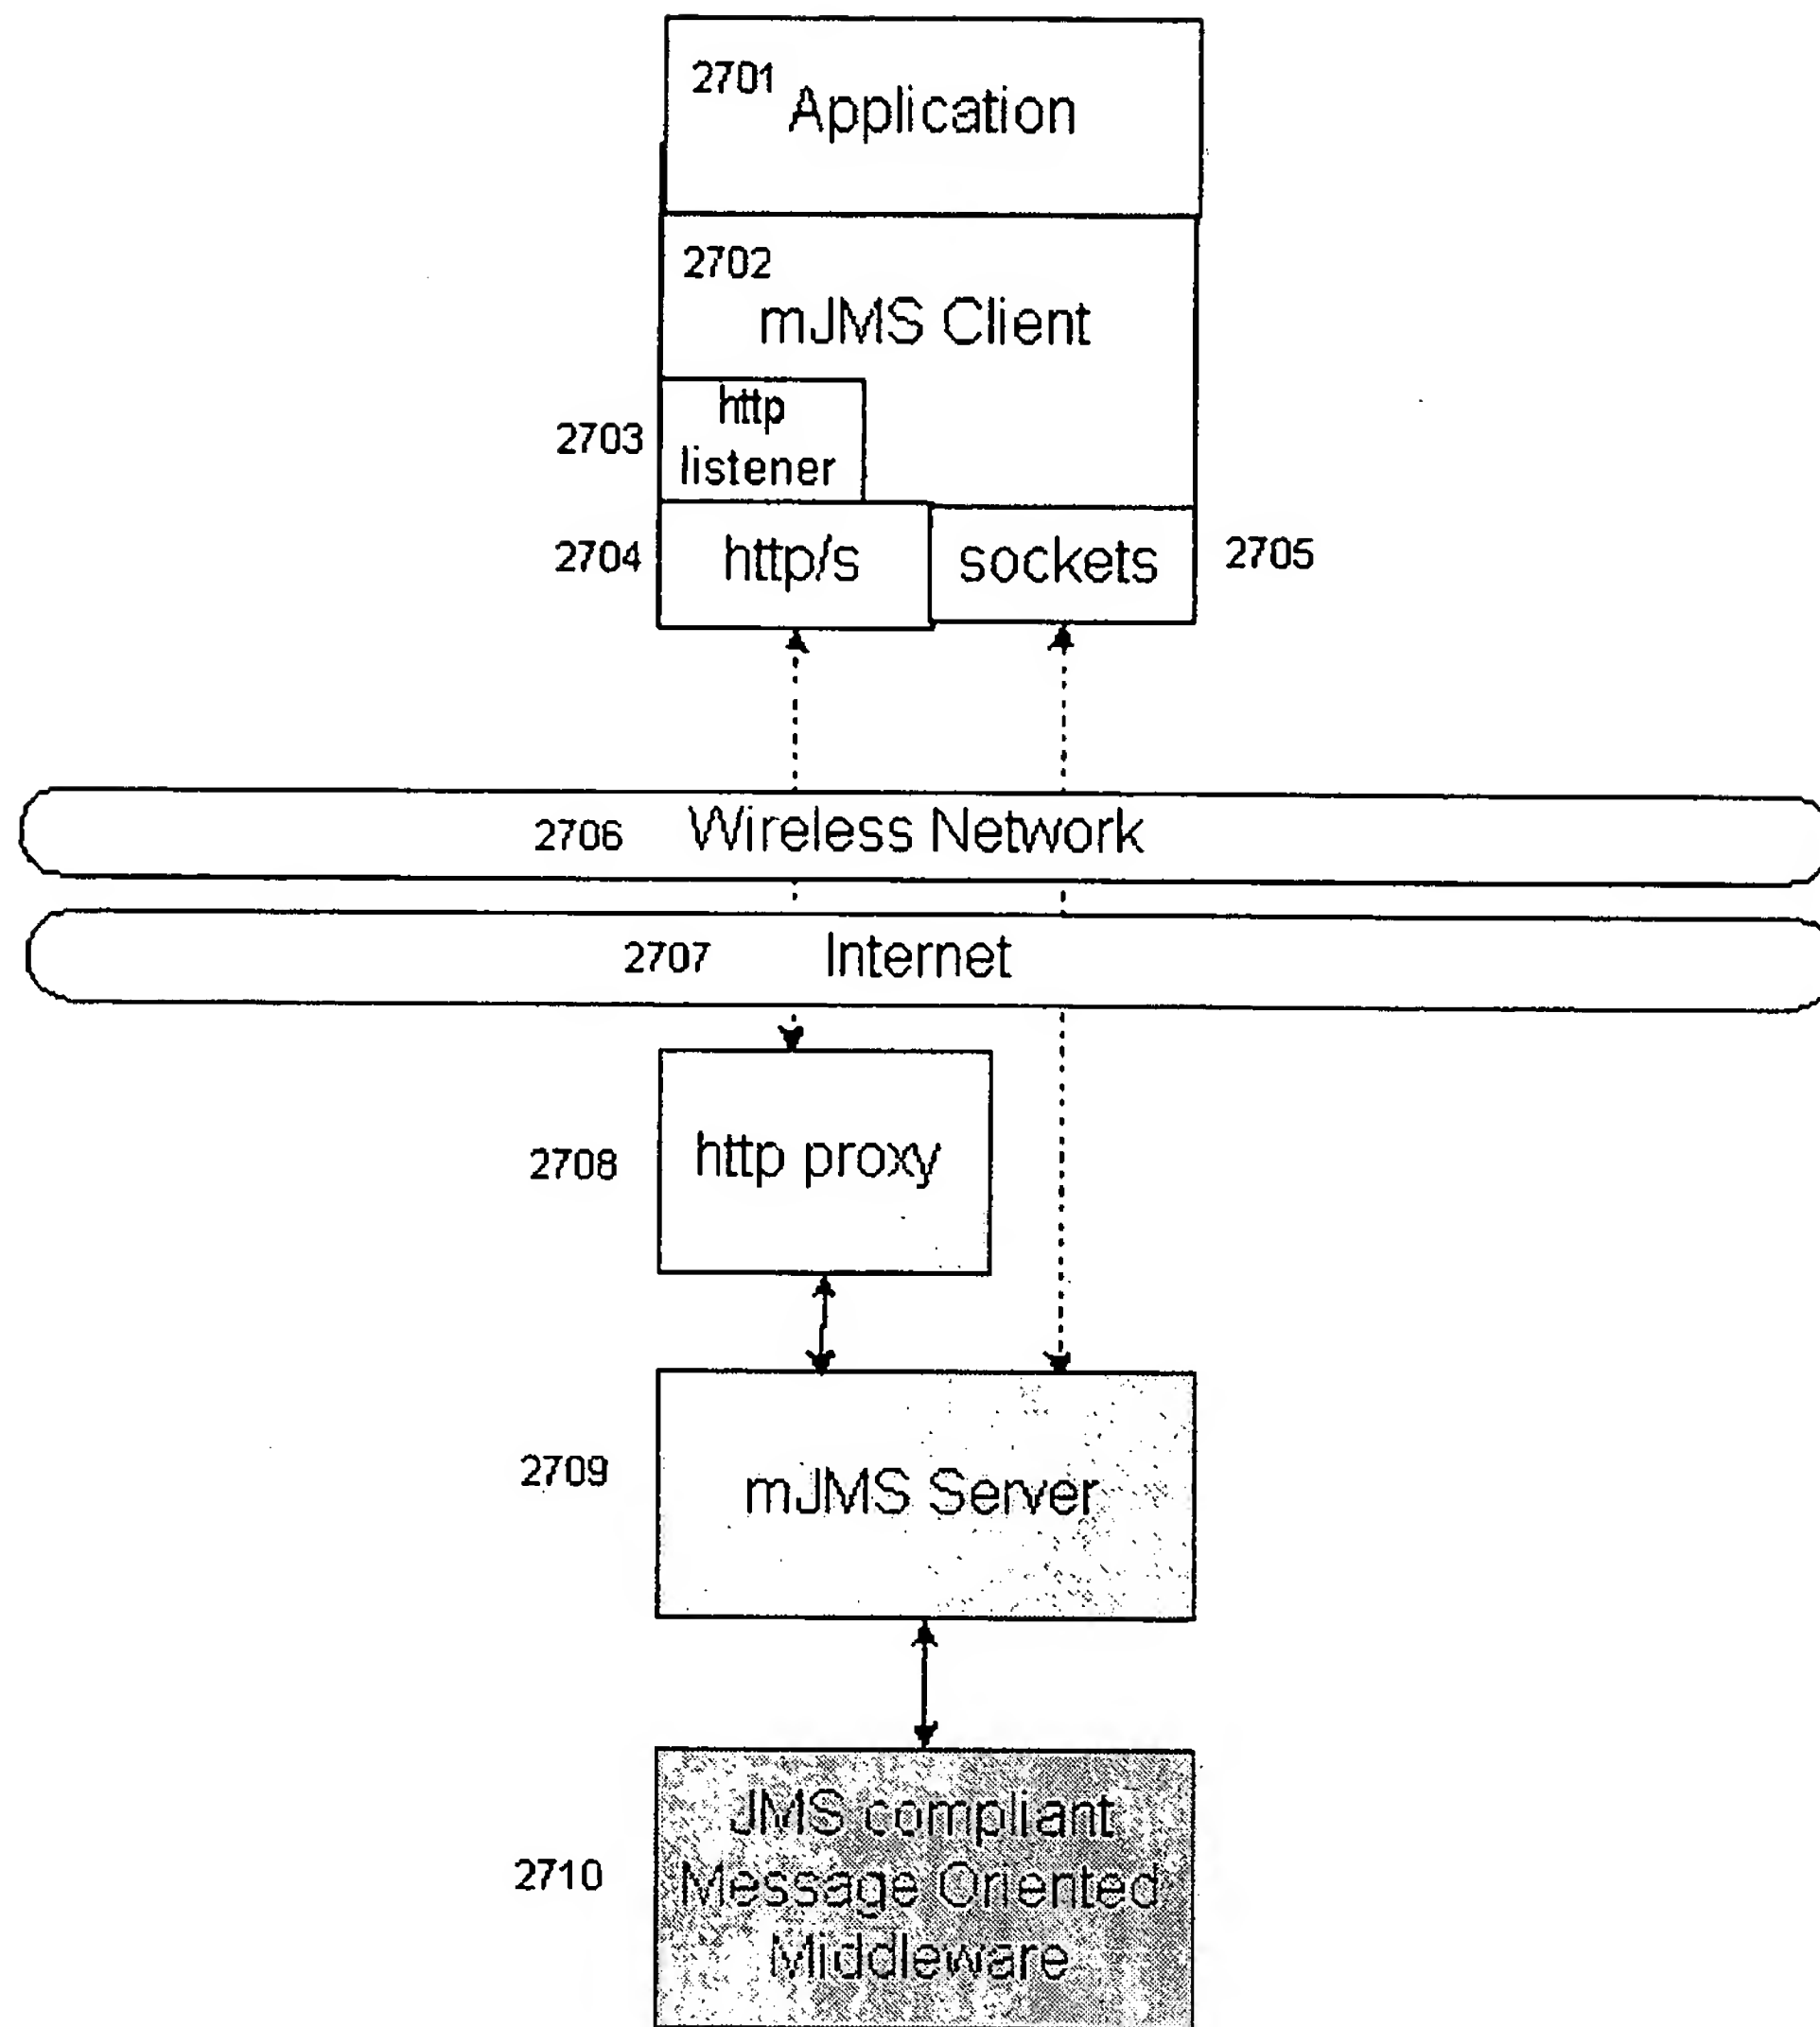 2701
Application
2702
mJMS Client
http
listener
2703
2704
http/s
sockets
2705
2706
Wireless Network
2707
Internet
2708
http proxy
2709
mJMS Server
2710
JMS compliant
Message Oriented
Middleware